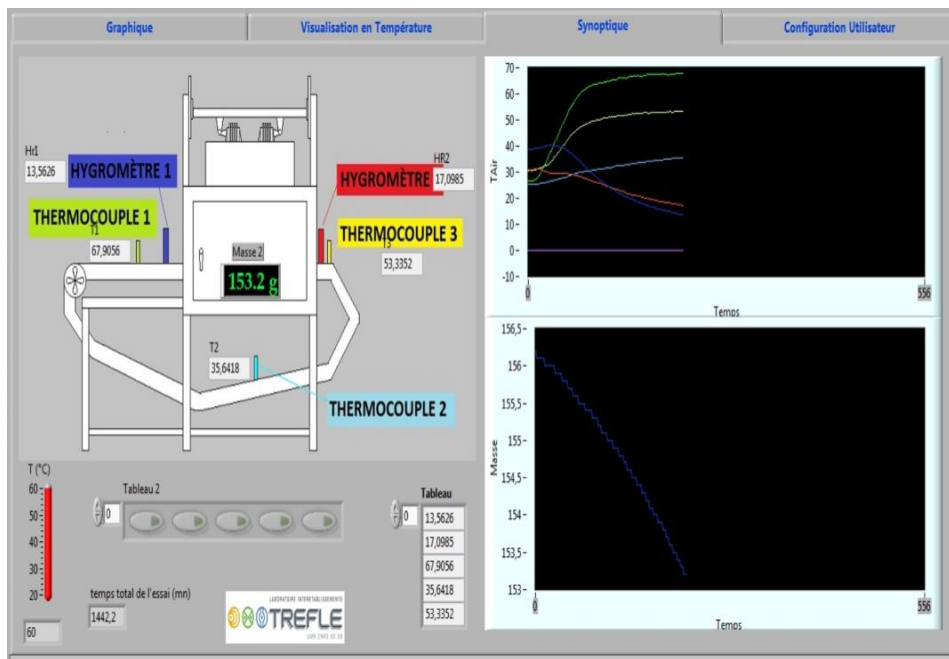 Graphique
Visualisation en Température
Synoptique
Configuration Utilisateur
Hr1
13,5626
HYGROMÈTRE 1
HYGROMÈTRE
HR2
17,0985
THERMOCOUPLE 1
T1
67,9056
THERMOCOUPLE 3
T3
53,3352
Masse 2
153.2 g
T2
35,6418
THERMOCOUPLE 2
T (°C)
60
50
40
30
20
60
Tableau 2
0
temps total de l'essai (mn)
1442,2
LABORATOIRE INTERETABLISSEMENTS
TREFLE
Tableau
0
13,5626
17,0985
67,9056
35,6418
53,3352
TAir
70
60
50
40
30
20
10
0
-10
0
556
Temps
Masse
156,5
156
155,5
155
154,5
154
153,5
153
0
556
Temps